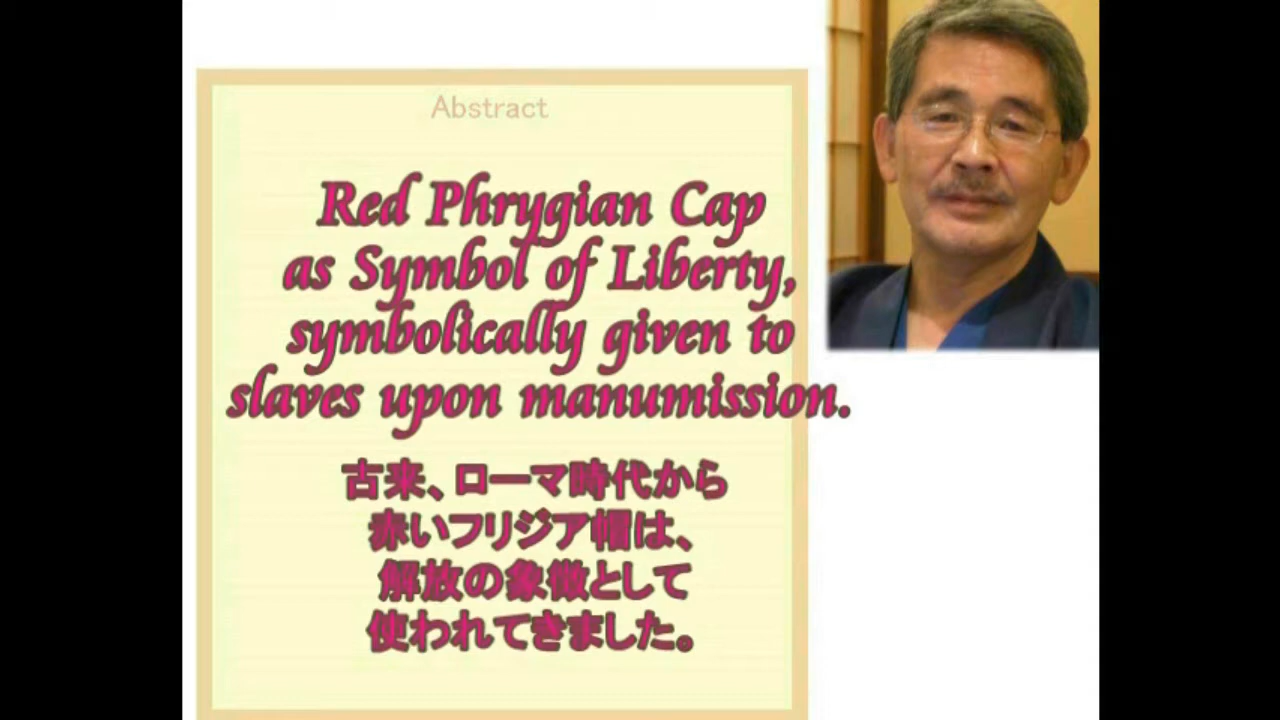 Abstract
Red Phrygian Cap
as Symbol of Liberty,
symbolically given to
slaves upon manumission.
古来、ローマ時代から
赤いフリジア帽は、
解放の象徴として
使われてきました。